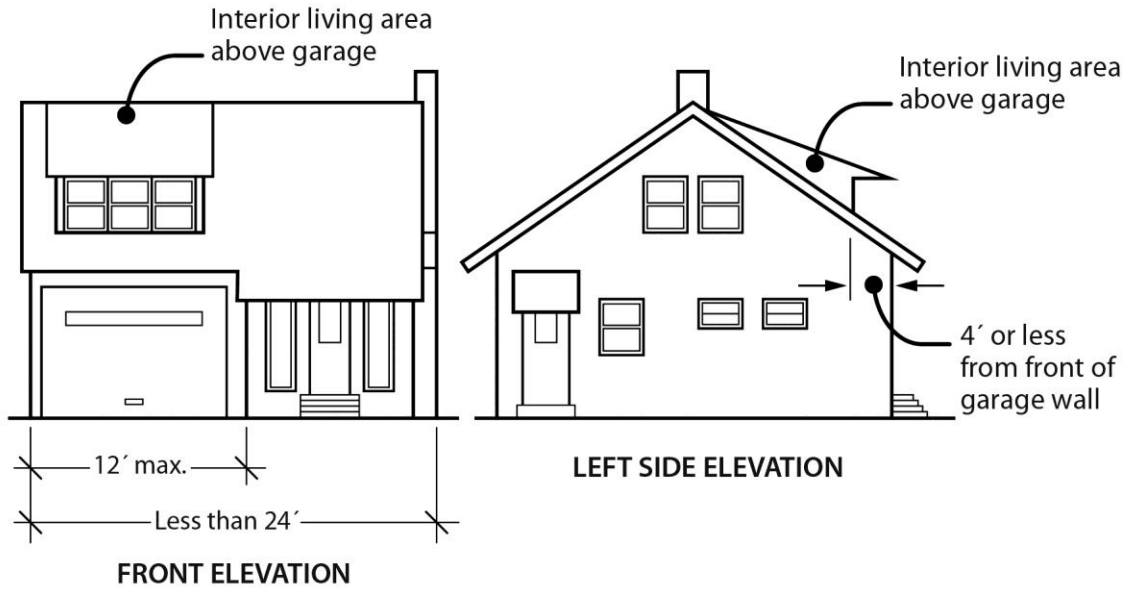 Interior living area
above garage
Interior living area
above garage
4´ or less
from front of
garage wall
12´ max.
Less than 24´
FRONT ELEVATION
LEFT SIDE ELEVATION